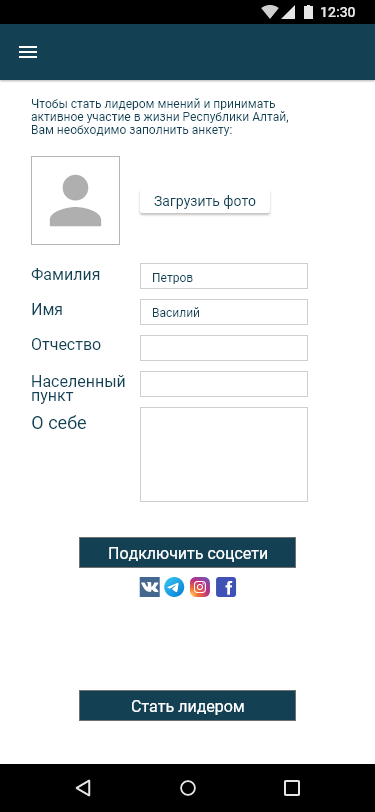 12:30
Чтобы стать лидером мнений и принимать
активное участие в жизни Республики Алтай,
Вам необходимо заполнить анкету:
Загрузить фото
Фамилия
Петров
Имя
Василий
Отчество
Населенный
пункт
О себе
Подключить соцсети
Стать лидером